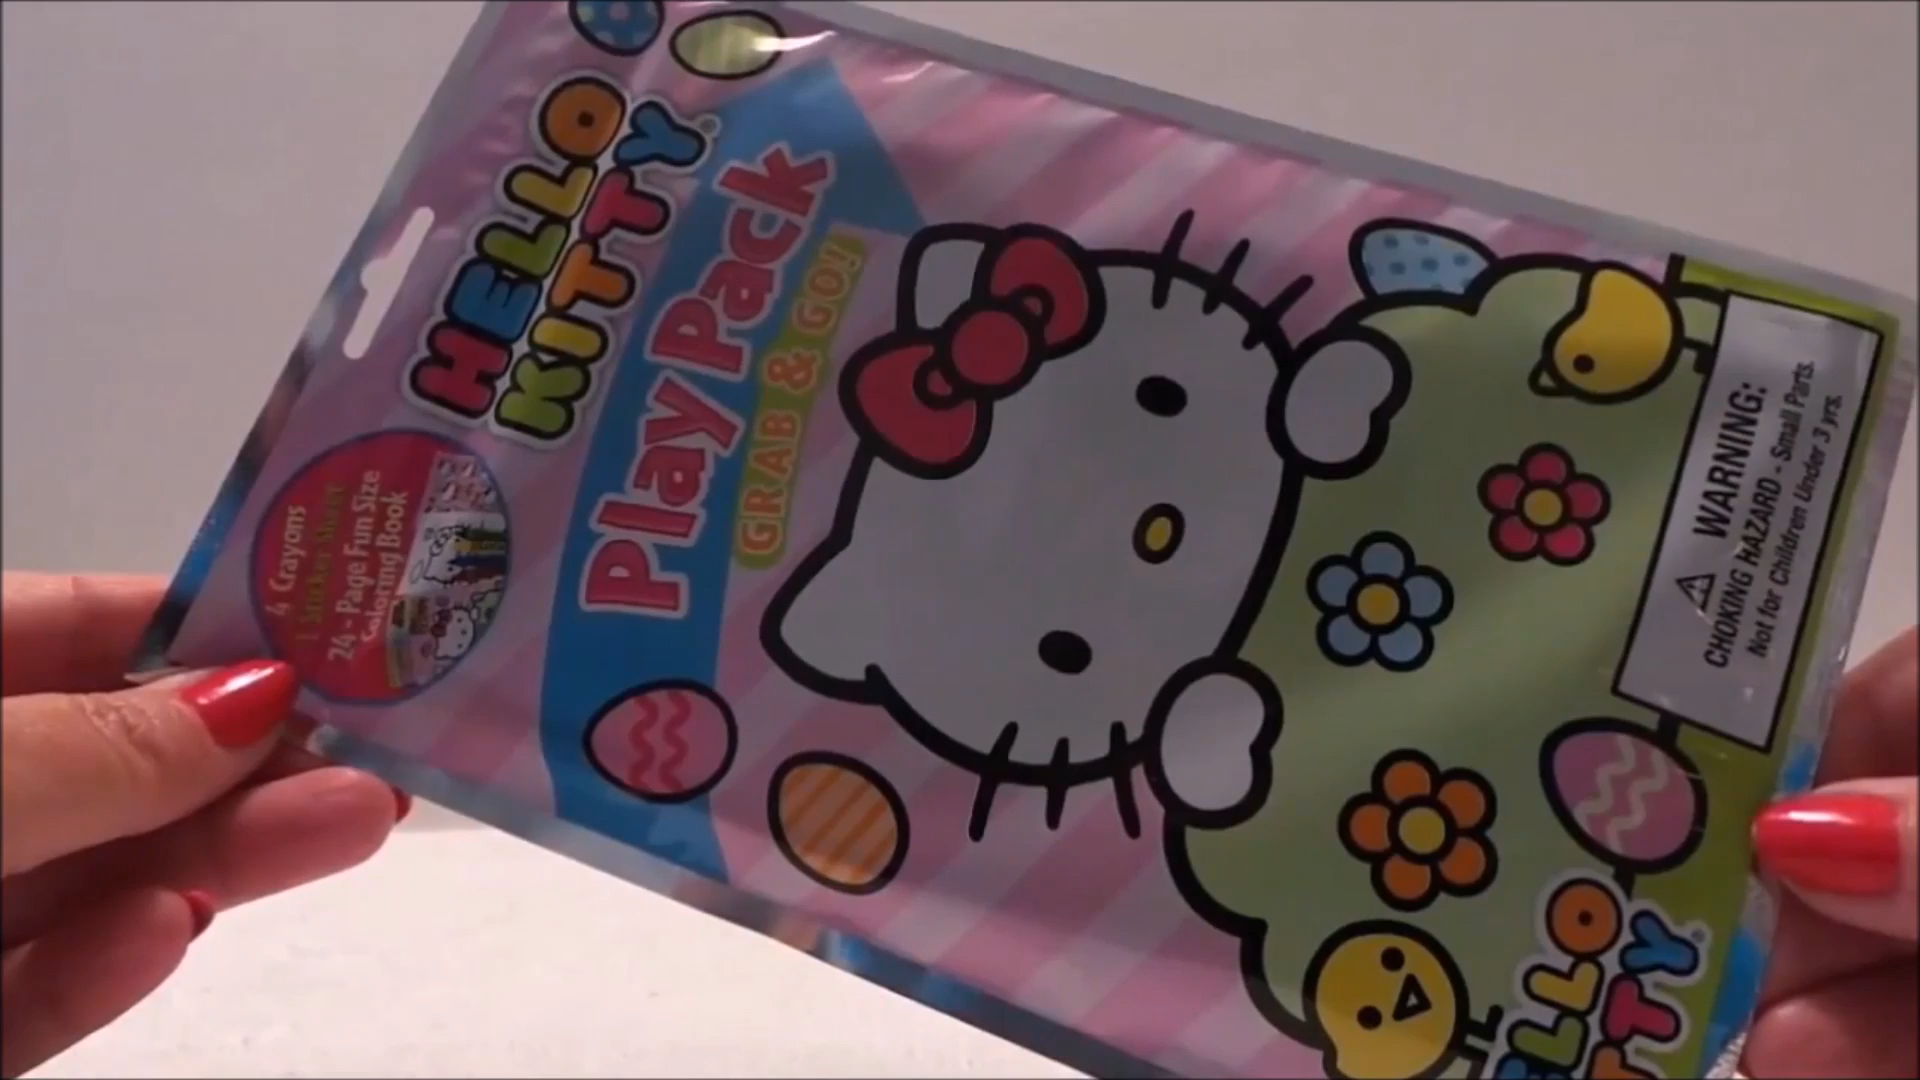 HELLO
KITTY®
Play Pack
GRAB & GO!!
4 Crayons
1 Sticker Sheet
24 - Page Fun Size
Coloring Book
⚠ WARNING:
CHOKING HAZARD - Small Parts.
Not for Children Under 3 yrs.
HELLO
KITTY®